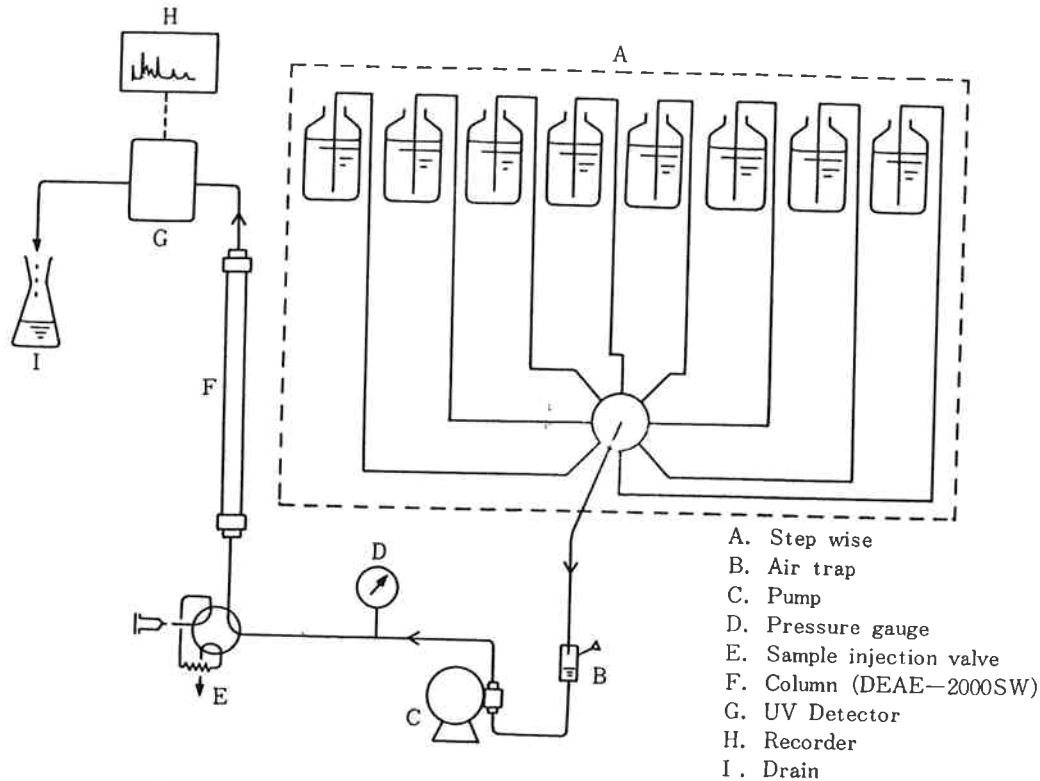 H
A
G
I
F
D
E
C
B
A. Step wise
B. Air trap
C. Pump
D. Pressure gauge
E. Sample injection valve
F. Column (DEAE—2000SW)
G. UV Detector
H. Recorder
I. Drain